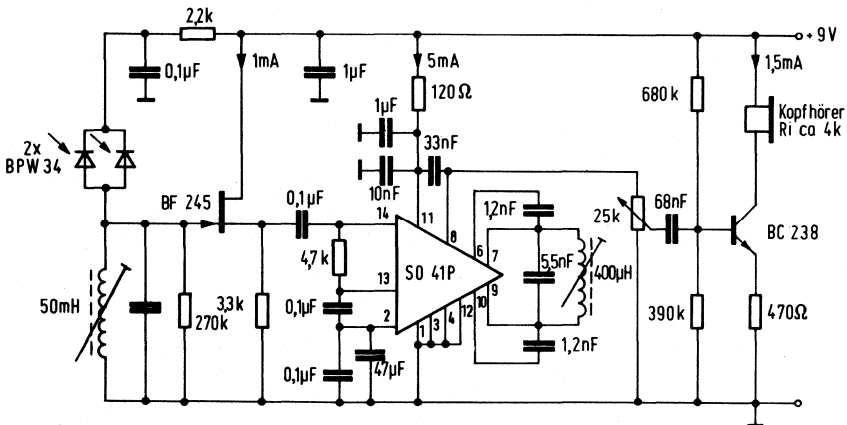 2,2k
+ 9V
0,1µF
1mA
1µF
5mA
1,5mA
120Ω
680k
Kopfhörer
Ri ca 4k
1µF
33nF
2x
BPW 34
10nF
BF 245
0,1µF
14
11
8
1,2nF
25k
68nF
BC 238
4,7k
6
7
SO 41P
5,5nF
400µH
13
50mH
3,3k
270k
0,1µF
2
12
10
9
1
3
4
390k
470Ω
0,1µF
47µF
1,2nF